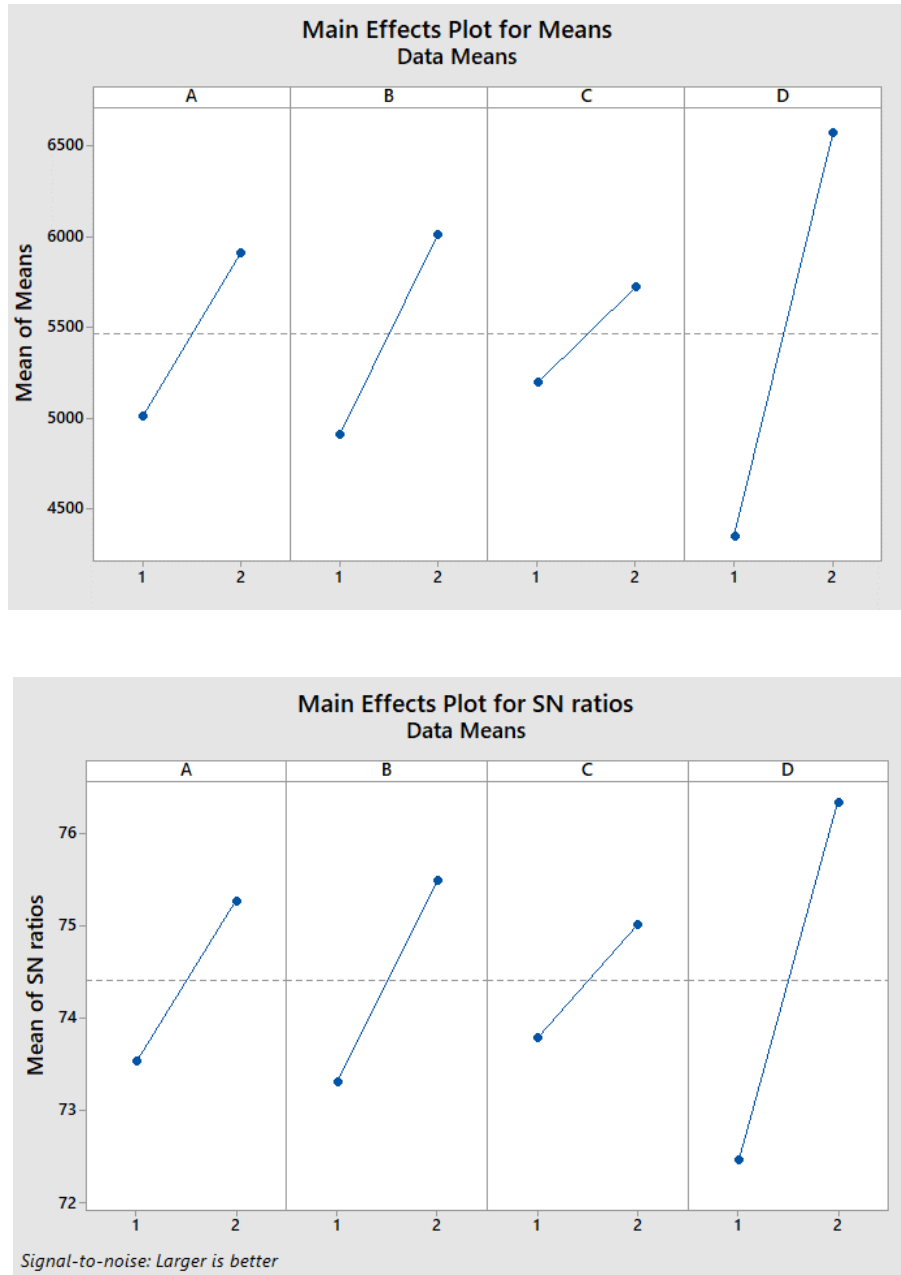 Main Effects Plot for Means
Data Means
A B C D
6500
6000
5500
5000
4500
Mean of Means
1 2 1 2 1 2 1 2
Main Effects Plot for SN ratios
Data Means
A B C D
76
75
74
73
72
Mean of SN ratios
1 2 1 2 1 2 1 2
Signal-to-noise: Larger is better